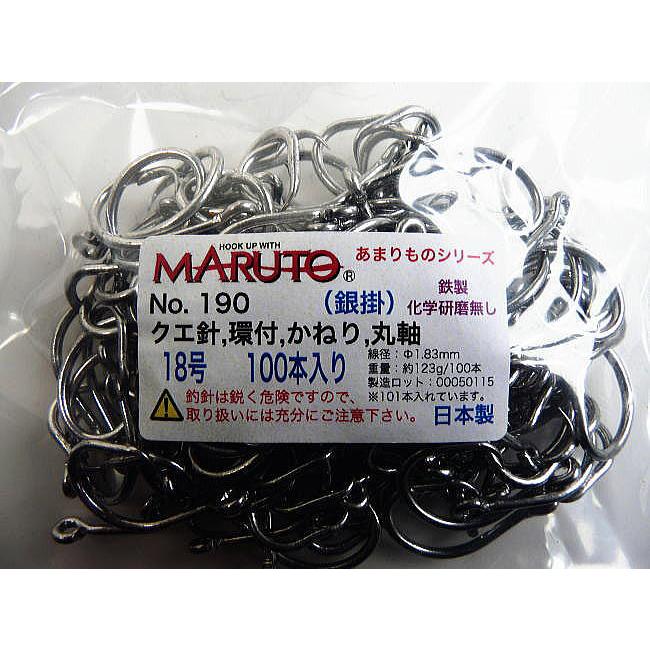 HOOK UP WITH
MARUTO® あまりものシリーズ
No. 190 (銀掛) 鉄製
化学研磨無し
クエ針,環付,かねり,丸軸
18号 100本入り
線径:Φ1.83mm
重量:約123g/100本
製造ロット:00050115
※101本入れています。
釣針は鋭く危険ですので、
取り扱いには充分にご注意下さい。
日本製